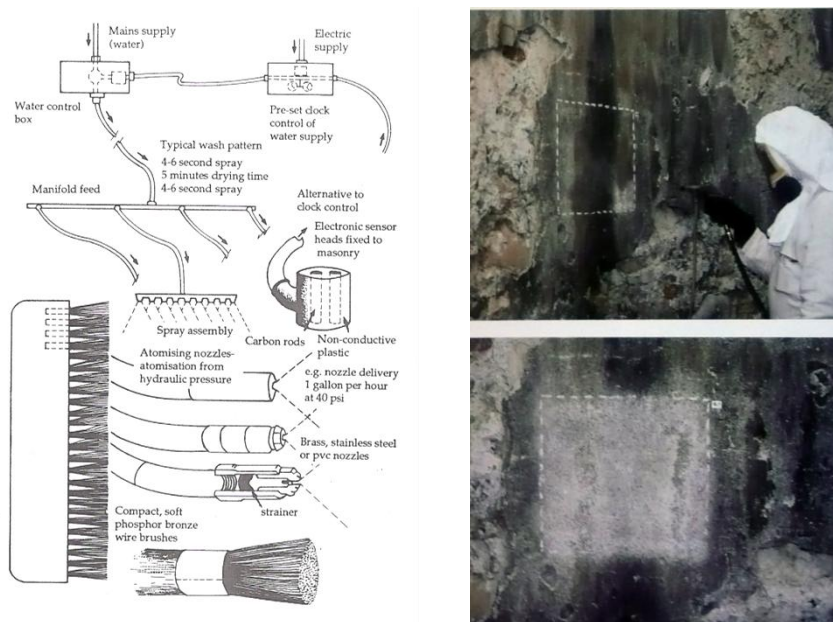 Mains supply
(water)
Electric
supply
Water control
box
Pre-set clock
control of
water supply
Typical wash pattern
4-6 second spray
5 minutes drying time
4-6 second spray
Manifold feed
Alternative to
clock control
Electronic sensor
heads fixed to
masonry
Spray assembly
Carbon rods
Non-conductive
plastic
Atomising nozzles-
atomisation from
hydraulic pressure
e.g. nozzle delivery
1 gallon per hour
at 40 psi
Brass, stainless steel
or pvc nozzles
strainer
Compact, soft
phosphor bronze
wire brushes